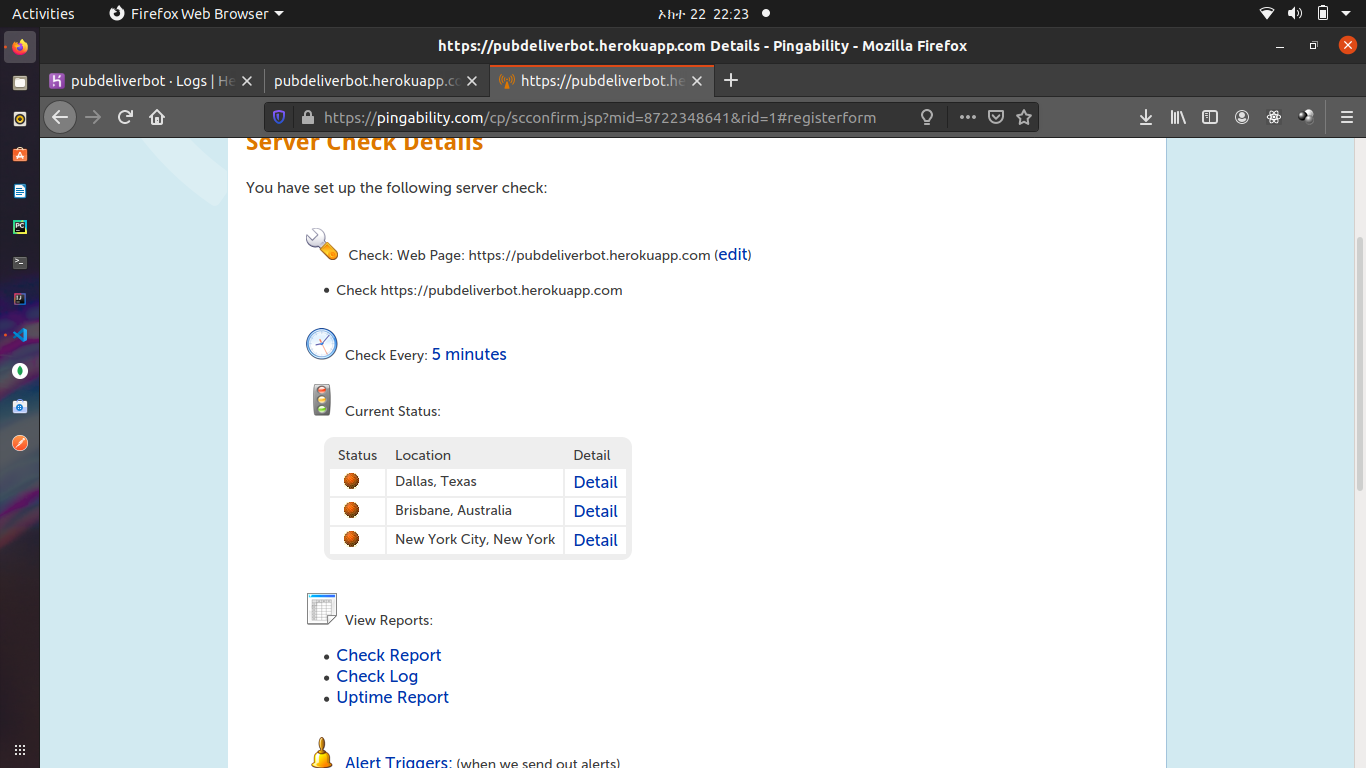 Activities
Firefox Web Browser
ኦክተ 22 22:23
https://pubdeliverbot.herokuapp.com Details - Pingability - Mozilla Firefox
pubdeliverbot · Logs | He
pubdeliverbot.herokuapp.co
https://pubdeliverbot.he
https://pingability.com/cp/scconfirm.jsp?mid=8722348641&rid=1#registerform
Server Check Details
You have set up the following server check:
Check: Web Page: https://pubdeliverbot.herokuapp.com (edit)
• Check https://pubdeliverbot.herokuapp.com
Check Every: 5 minutes
Current Status:
Status Location Detail
Dallas, Texas Detail
Brisbane, Australia Detail
New York City, New York Detail
View Reports:
• Check Report
• Check Log
• Uptime Report
Alert Triggers: (when we send out alerts)